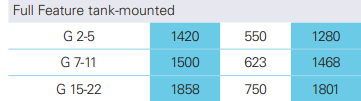 Full Feature tank-mounted
G 2-5 1420 550 1280
G 7-11 1500 623 1468
G 15-22 1858 750 1801